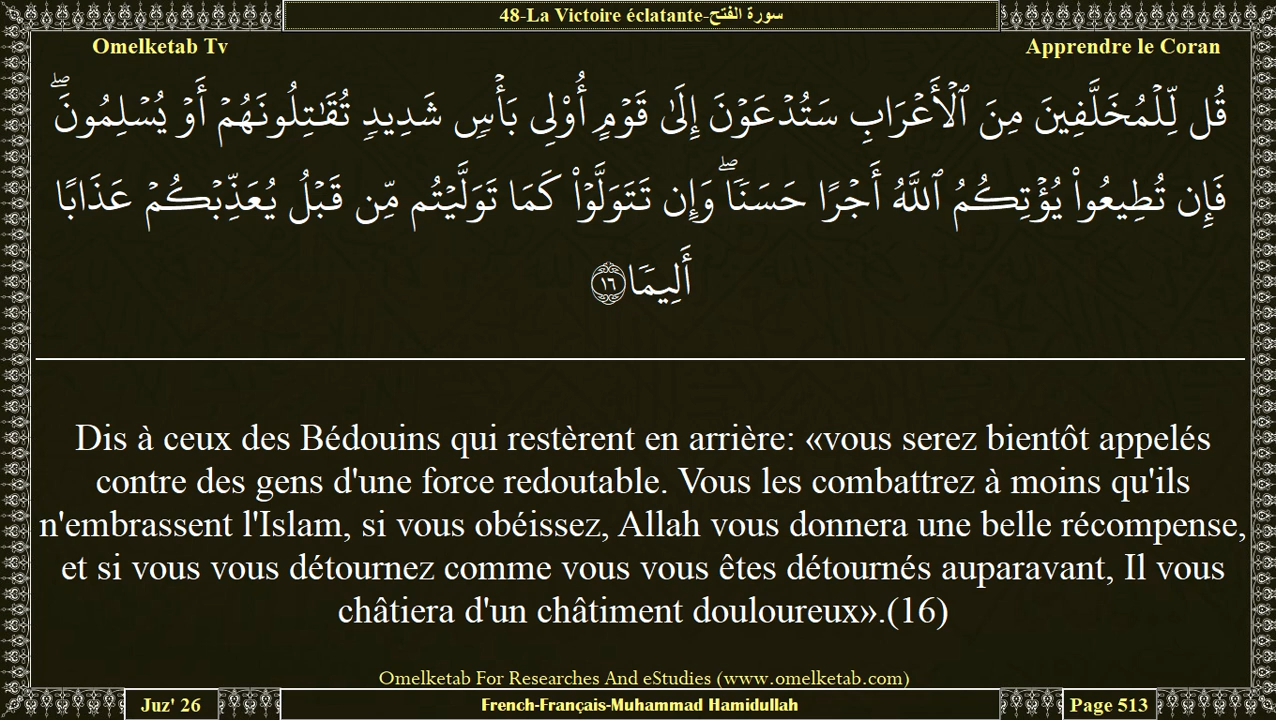 48-La Victoire éclatante-سورة الفتح
Omelketab Tv
Apprendre le Coran
قُل لِّلۡمُخَلَّفِينَ مِنَ ٱلۡأَعۡرَابِ سَتُدۡعَوۡنَ إِلَىٰ قَوۡمٍ أُوْلِي بَأۡسٖ شَدِيدٖ تُقَٰتِلُونَهُمۡ أَوۡ يُسۡلِمُونَۖ
فَإِن تُطِيعُواْ يُؤۡتِكُمُ ٱللَّهُ أَجۡرًا حَسَنٗاۖ وَإِن تَتَوَلَّوۡاْ كَمَا تَوَلَّيۡتُم مِّن قَبۡلُ يُعَذِّبۡكُمۡ عَذَابًا
أَلِيمٗا ١٦
Dis à ceux des Bédouins qui restèrent en arrière: «vous serez bientôt appelés
contre des gens d'une force redoutable. Vous les combattrez à moins qu'ils
n'embrassent l'Islam, si vous obéissez, Allah vous donnera une belle récompense,
et si vous vous détournez comme vous vous êtes détournés auparavant, Il vous
châtiera d'un châtiment douloureux».(16)
Omelketab For Researches And eStudies (www.omelketab.com)
Juz' 26
French-Français-Muhammad Hamidullah
Page 513